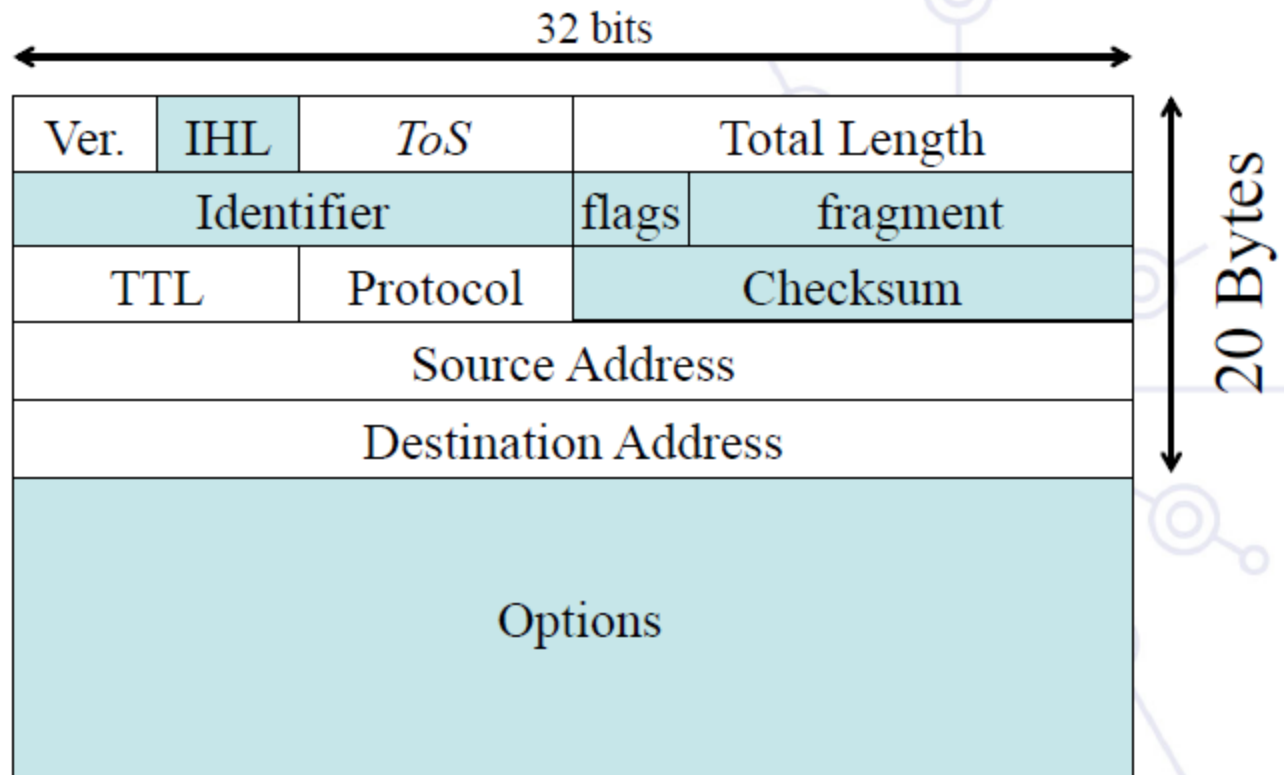 32 bits
Ver. IHL ToS Total Length
Identifier flags fragment
TTL Protocol Checksum
Source Address
Destination Address
Options
20 Bytes